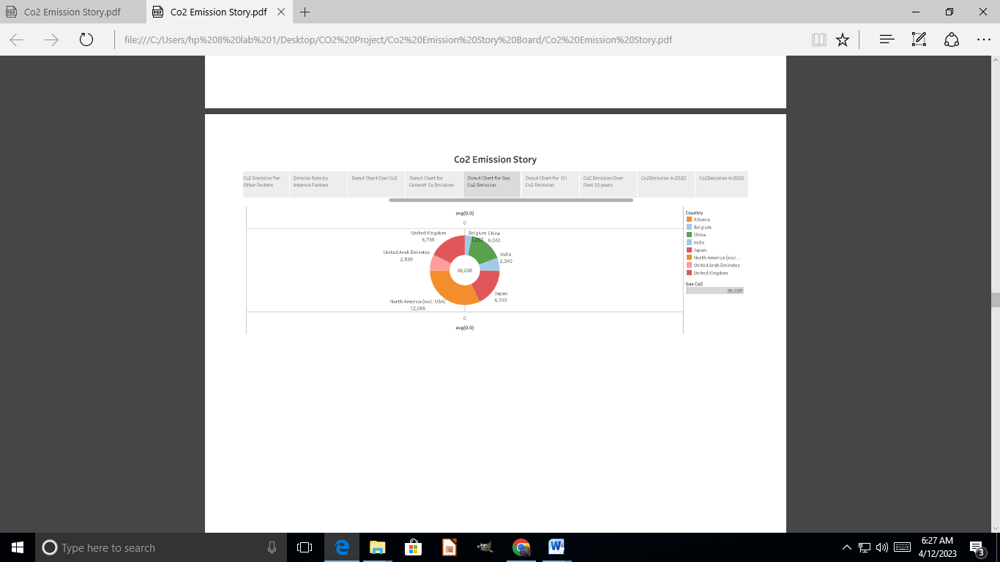 Co2 Emission Story.pdf
Co2 Emission Story.pdf
file:///C:/Users/hp%208%20lab%201/Desktop/CO2%20Project/Co2%20Emission%20Story%20Board/Co2%20Emission%20Story.pdf
Co2 Emission Story
Co2 Emission Per
Other Factors
Emision Rate by
Internla Factors
Donut Chart Coal Co2
Donut Chart for
Cement Co Emission
Donut Chart for Gas
Co2 Emission
Donut Chart for Oil
Co2 Emission
Co2 Emission Over
Past 10 years
Co2Emission in 2020
Co2Emission in 2020
avg(0.0)
0
United Kingdom
6,738
Belgium
1,257
China
6,040
United Arab Emirates
2,839
India
2,340
38,038
Japan
6,745
North America (excl. USA)
12,066
0
avg(0.0)
Country
Albania
Belgium
China
India
Japan
North America (excl...
United Arab Emirates
United Kingdom
Gas Co2
38,038
Type here to search
6:27 AM
4/12/2023
3